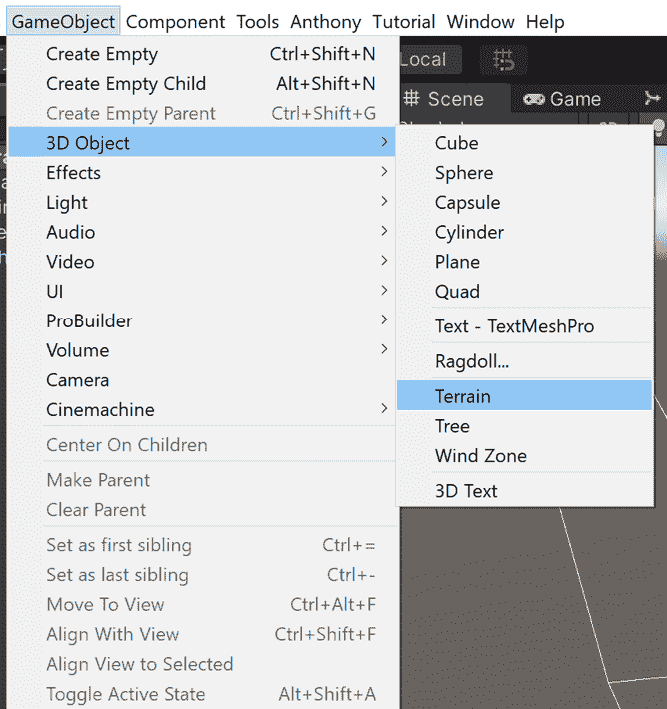 GameObject Component Tools Anthony Tutorial Window Help
Create Empty Ctrl+Shift+N
Local
Create Empty Child Alt+Shift+N
# Scene Game
Create Empty Parent Ctrl+Shift+G
3D Object >
Cube
Effects >
Sphere
Light >
Capsule
Audio >
Cylinder
Video >
Plane
UI >
Quad
ProBuilder >
Text - TextMeshPro
Volume >
Ragdoll...
Camera
Terrain
Cinemachine >
Tree
Center On Children
Wind Zone
Make Parent
3D Text
Clear Parent
Set as first sibling Ctrl+=
Set as last sibling Ctrl+-
Move To View Ctrl+Alt+F
Align With View Ctrl+Shift+F
Align View to Selected
Toggle Active State Alt+Shift+A